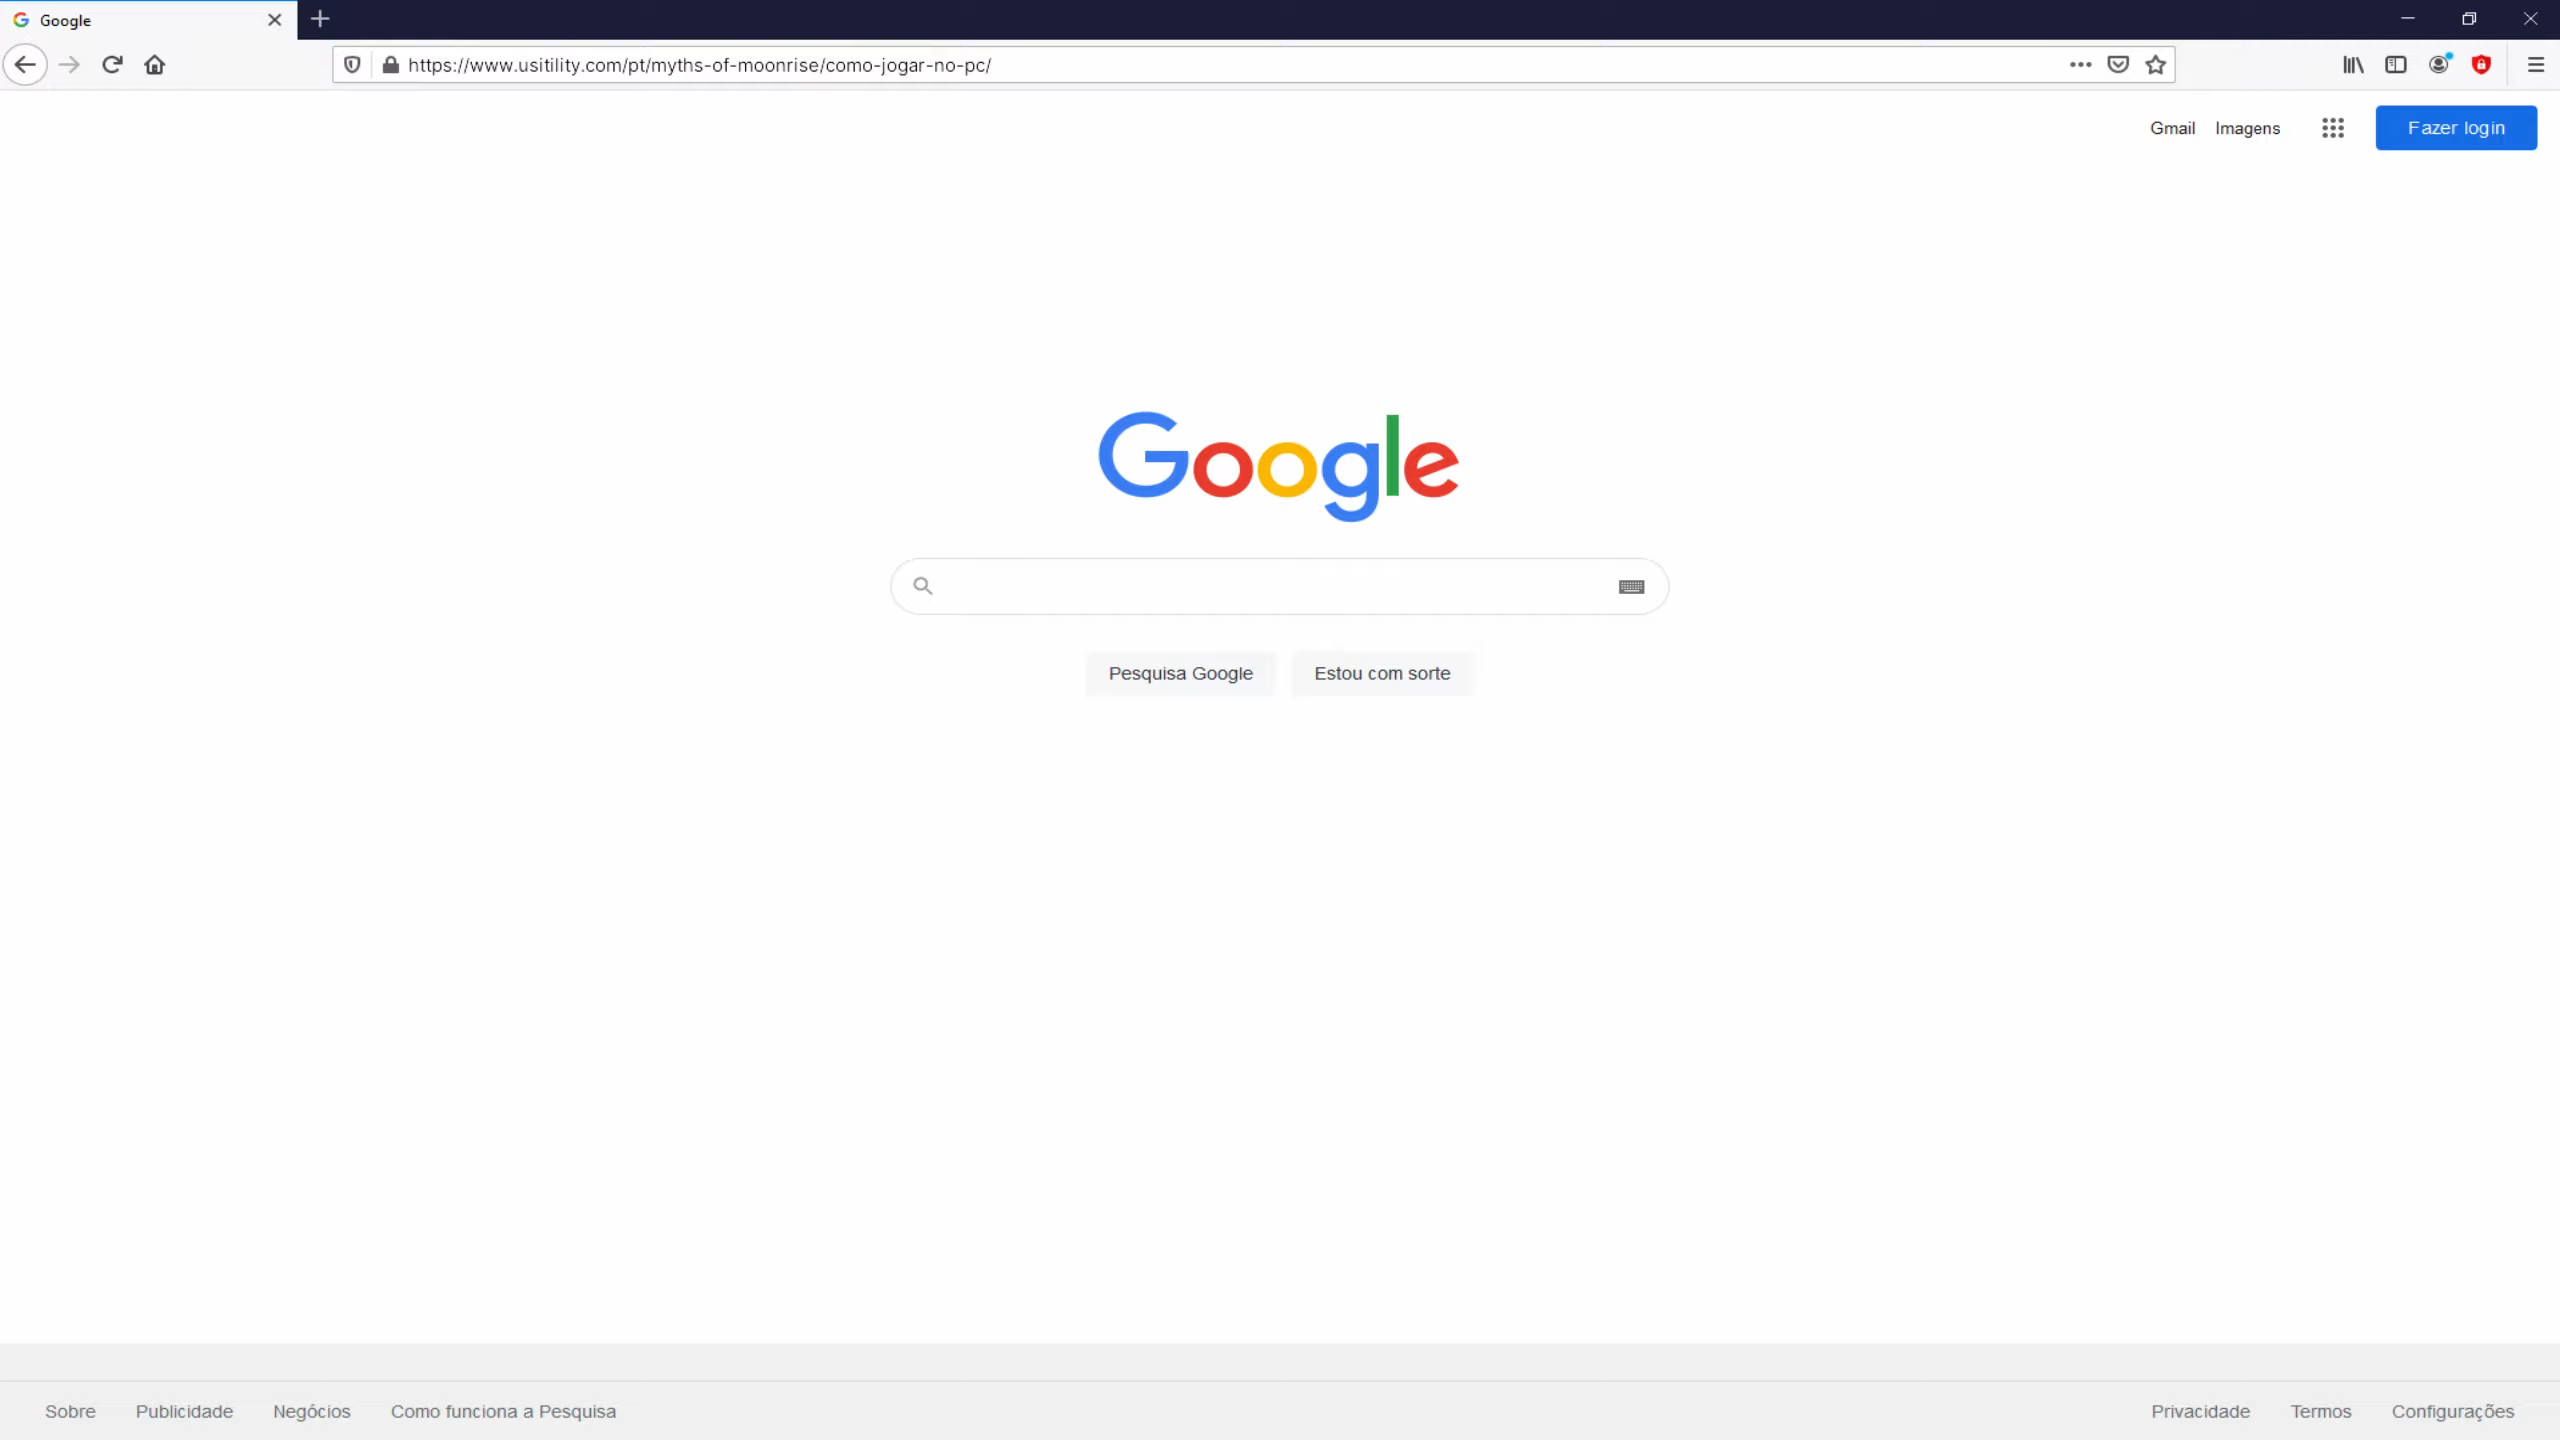 Google
https://www.usitility.com/pt/myths-of-moonrise/como-jogar-no-pc/
Gmail Imagens Fazer login
Google
Pesquisa Google Estou com sorte
Sobre Publicidade Negócios Como funciona a Pesquisa Privacidade Termos Configurações